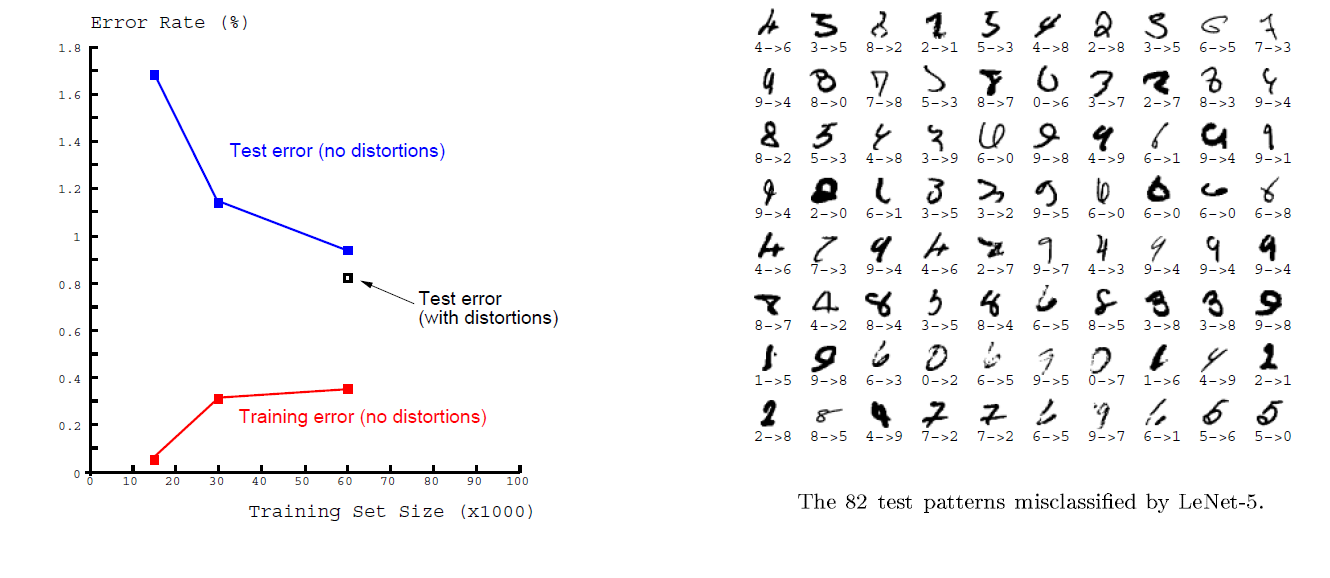 Error Rate (%)
1.8
1.6
1.4
1.2
1
0.8
0.6
0.4
0.2
0
0 10 20 30 40 50 60 70 80 90 100
Training Set Size (x1000)
Test error (no distortions)
Test error
(with distortions)
Training error (no distortions)
4->6 3->5 8->2 2->1 5->3 4->8 2->8 3->5 6->5 7->3
9->4 8->0 7->8 5->3 8->7 0->6 3->7 2->7 8->3 9->4
8->2 5->3 4->8 3->9 6->0 9->8 4->9 6->1 9->4 9->1
9->4 2->0 6->1 3->5 3->2 9->5 6->0 6->0 6->0 6->8
4->6 7->3 9->4 4->6 2->7 9->7 4->3 9->4 9->4 9->4
8->7 4->2 8->4 3->5 8->4 6->5 8->5 3->8 3->8 9->8
1->5 9->8 6->3 0->2 6->5 9->5 0->7 1->6 4->9 2->1
2->8 8->5 4->9 7->2 7->2 6->5 9->7 6->1 5->6 5->0
The 82 test patterns misclassified by LeNet-5.